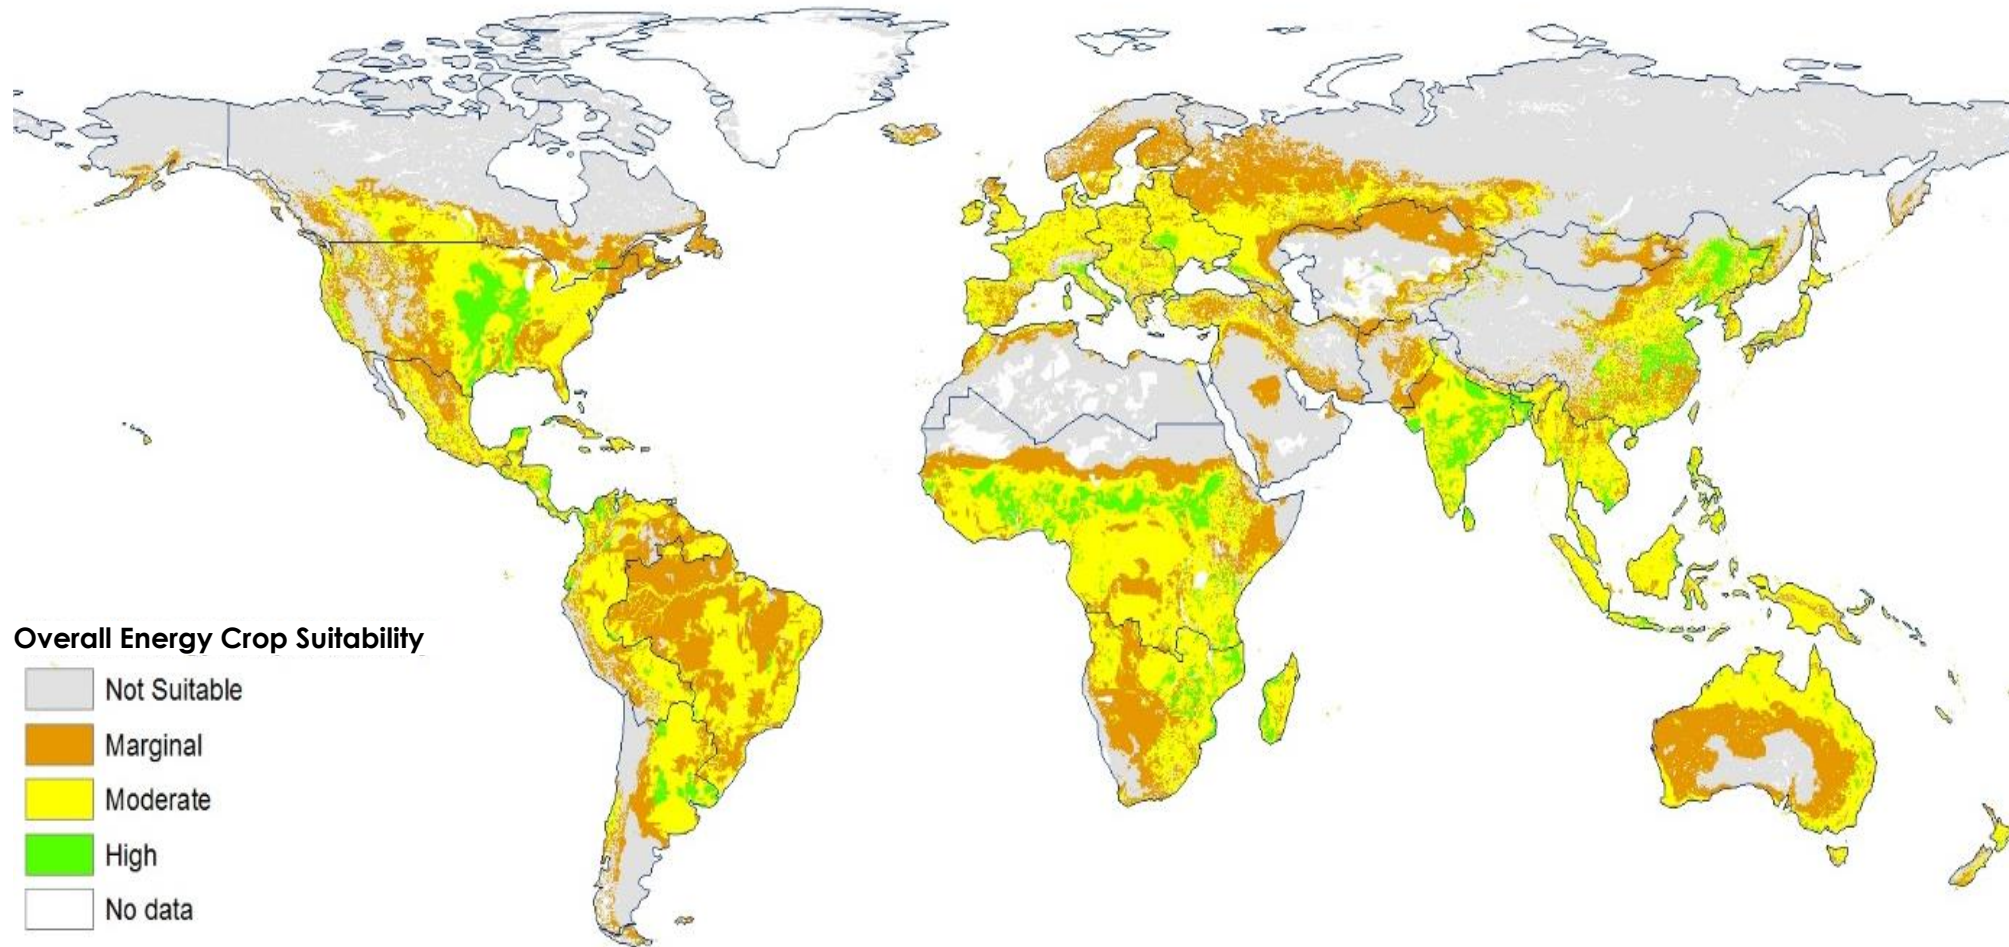 Overall Energy Crop Suitability
Not Suitable
Marginal
Moderate
High
No data